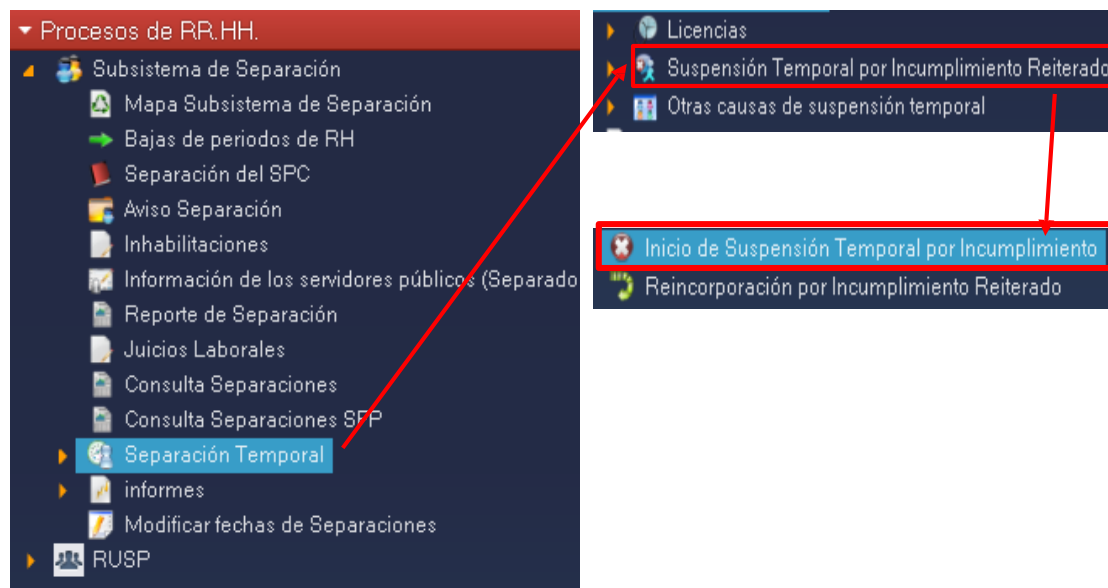 Procesos de RR.HH.
Subsistema de Separación
Mapa Subsistema de Separación
Bajas de periodos de RH
Separación del SPC
Aviso Separación
Inhabilitaciones
Información de los servidores públicos (Separado
Reporte de Separación
Juicios Laborales
Consulta Separaciones
Consulta Separaciones SFP
Separación Temporal
informes
Modificar fechas de Separaciones
RUSP
Licencias
Suspensión Temporal por Incumplimiento Reiterado
Otras causas de suspensión temporal
Inicio de Suspensión Temporal por Incumplimiento
Reincorporación por Incumplimiento Reiterado